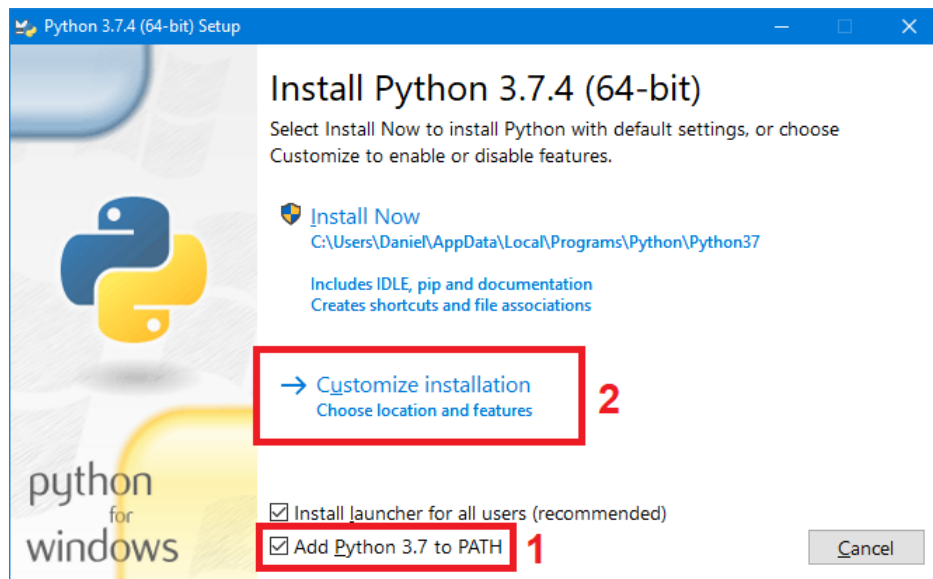 Python 3.7.4 (64-bit) Setup
Install Python 3.7.4 (64-bit)
Select Install Now to install Python with default settings, or choose
Customize to enable or disable features.
Install Now
C:\Users\Daniel\AppData\Local\Programs\Python\Python37
Includes IDLE, pip and documentation
Creates shortcuts and file associations
→ Customize installation
Choose location and features
2
python
for
windows
Install launcher for all users (recommended)
Add Python 3.7 to PATH
1
Cancel